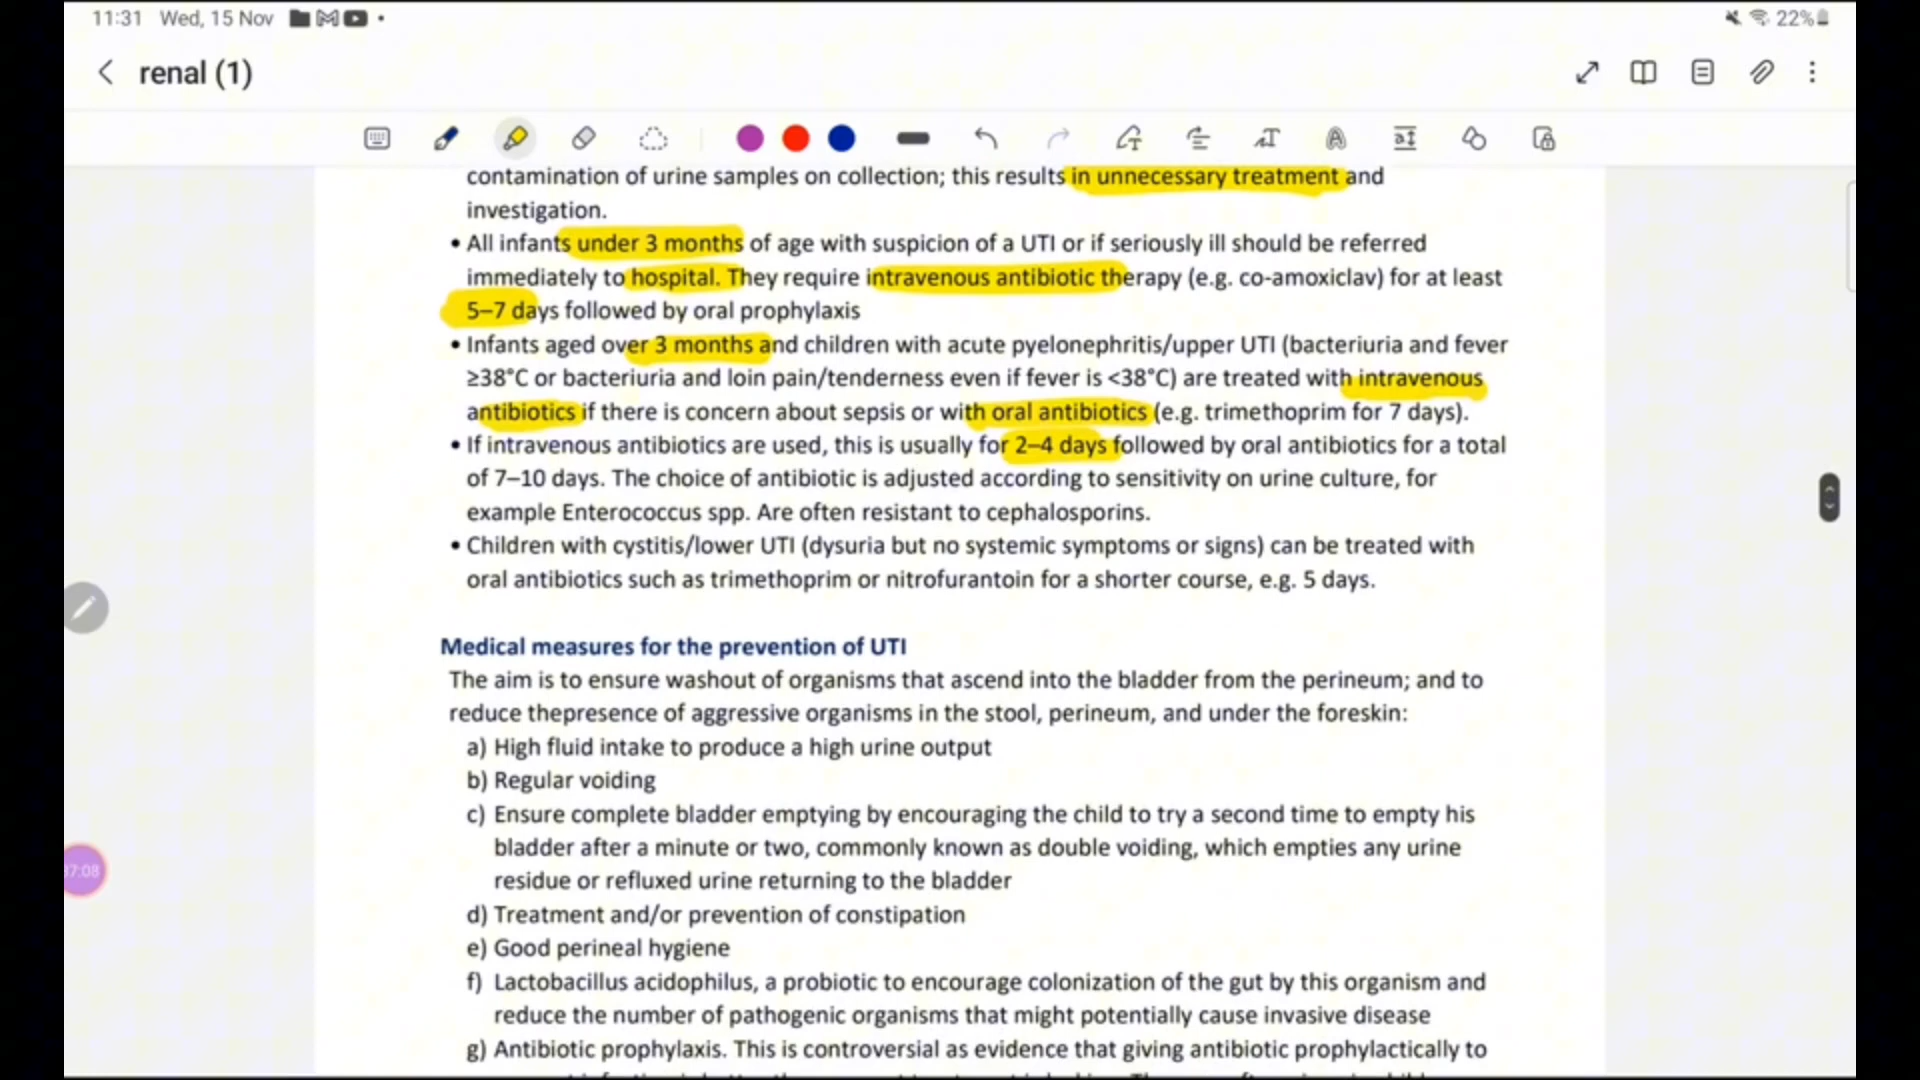 11:31 Wed, 15 Nov
22%
renal (1)
contamination of urine samples on collection; this results in unnecessary treatment and
investigation.
• All infants under 3 months of age with suspicion of a UTI or if seriously ill should be referred
immediately to hospital. They require intravenous antibiotic therapy (e.g. co-amoxiclav) for at least
5–7 days followed by oral prophylaxis
• Infants aged over 3 months and children with acute pyelonephritis/upper UTI (bacteriuria and fever
≥38°C or bacteriuria and loin pain/tenderness even if fever is <38°C) are treated with intravenous
antibiotics if there is concern about sepsis or with oral antibiotics (e.g. trimethoprim for 7 days).
• If intravenous antibiotics are used, this is usually for 2–4 days followed by oral antibiotics for a total
of 7–10 days. The choice of antibiotic is adjusted according to sensitivity on urine culture, for
example Enterococcus spp. Are often resistant to cephalosporins.
• Children with cystitis/lower UTI (dysuria but no systemic symptoms or signs) can be treated with
oral antibiotics such as trimethoprim or nitrofurantoin for a shorter course, e.g. 5 days.
Medical measures for the prevention of UTI
The aim is to ensure washout of organisms that ascend into the bladder from the perineum; and to
reduce thepresence of aggressive organisms in the stool, perineum, and under the foreskin:
a) High fluid intake to produce a high urine output
b) Regular voiding
c) Ensure complete bladder emptying by encouraging the child to try a second time to empty his
bladder after a minute or two, commonly known as double voiding, which empties any urine
residue or refluxed urine returning to the bladder
d) Treatment and/or prevention of constipation
e) Good perineal hygiene
f) Lactobacillus acidophilus, a probiotic to encourage colonization of the gut by this organism and
reduce the number of pathogenic organisms that might potentially cause invasive disease
g) Antibiotic prophylaxis. This is controversial as evidence that giving antibiotic prophylactically to